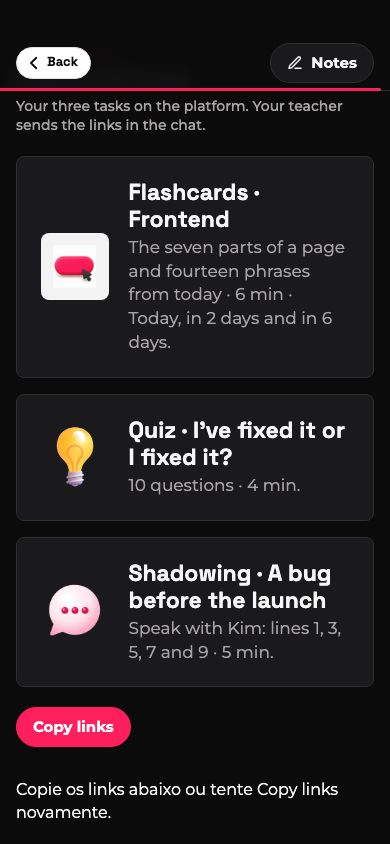 Back
Notes
Your three tasks on the platform. Your teacher
sends the links in the chat.
Flashcards ·
Frontend
The seven parts of a page
and fourteen phrases
from today · 6 min ·
Today, in 2 days and in 6
days.
Quiz · I’ve fixed it or
I fixed it?
10 questions · 4 min.
Shadowing · A bug
before the launch
Speak with Kim: lines 1, 3,
5, 7 and 9 · 5 min.
Copy links
Copie os links abaixo ou tente Copy links
novamente.